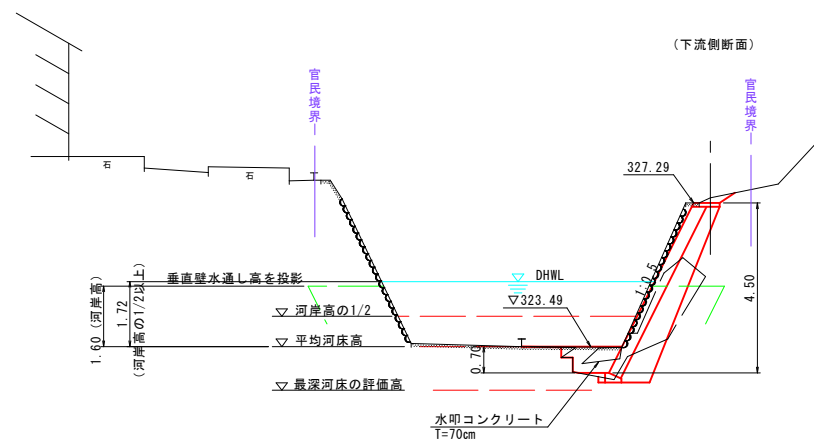 (下流側断面)
官民境界
官民境界
石
石
327.29
垂直壁水通し高を投影
DHWL
1:0.5
▽323.49
4.50
1.60 (河岸高)
1.72
(河岸高の1/2以上)
▽ 河岸高の1/2
▽ 平均河床高
0.70
▽ 最深河床の評価高
水叩コンクリート
T=70cm